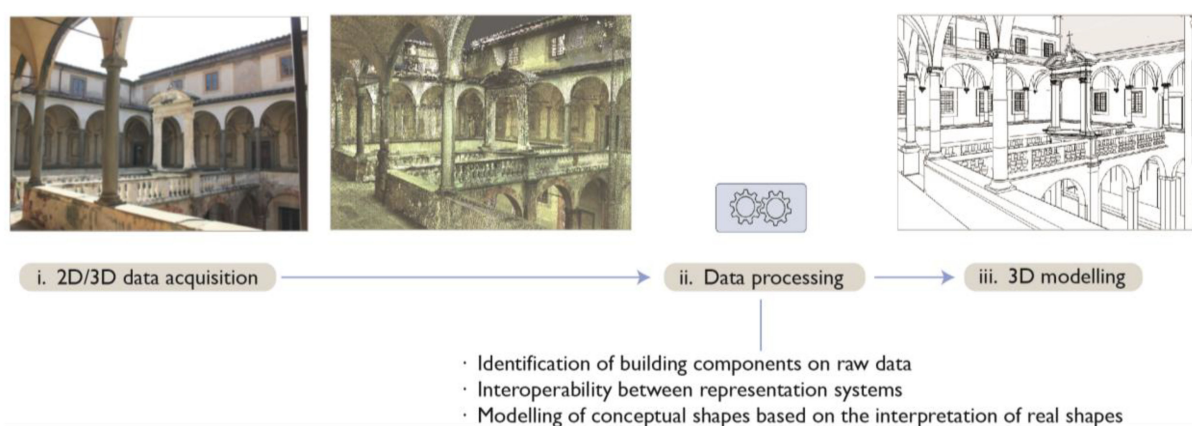 i. 2D/3D data acquisition
ii. Data processing
iii. 3D modelling
· Identification of building components on raw data
· Interoperability between representation systems
· Modelling of conceptual shapes based on the interpretation of real shapes